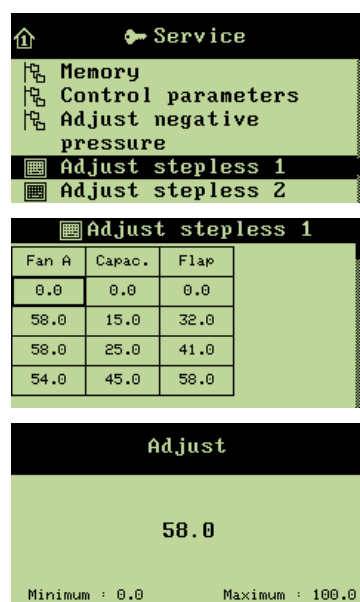 1
Service
Memory
Control parameters
Adjust negative
pressure
Adjust stepless 1
Adjust stepless 2
Adjust stepless 1
Fan A Capac. Flap
0.0 0.0 0.0
58.0 15.0 32.0
58.0 25.0 41.0
54.0 45.0 58.0
Adjust
58.0
Minimum : 0.0 Maximum : 100.0